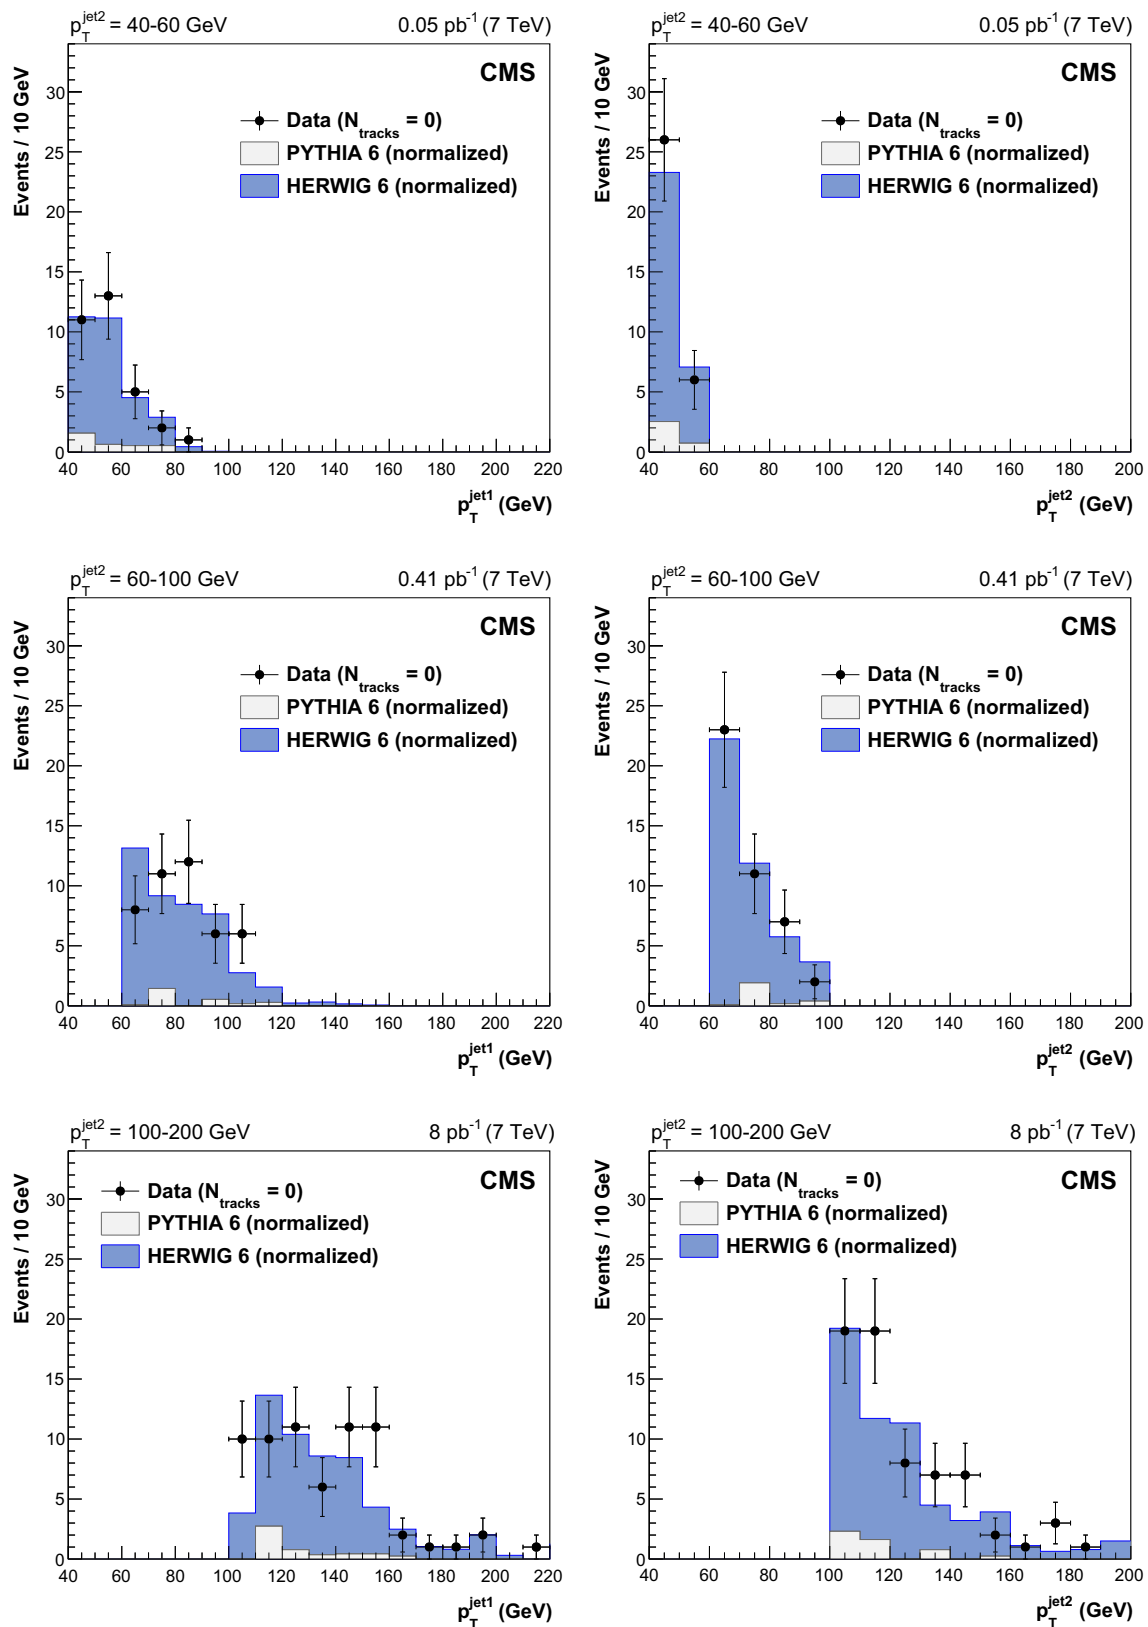 p_T^jet2 = 40-60 GeV 0.05 pb^-1 (7 TeV)
CMS
Data (N_tracks = 0)
PYTHIA 6 (normalized)
HERWIG 6 (normalized)
Events / 10 GeV
0 5 10 15 20 25 30
40 60 80 100 120 140 160 180 200 220
p_T^jet1 (GeV)
p_T^jet2 = 40-60 GeV 0.05 pb^-1 (7 TeV)
CMS
Data (N_tracks = 0)
PYTHIA 6 (normalized)
HERWIG 6 (normalized)
Events / 10 GeV
0 5 10 15 20 25 30
40 60 80 100 120 140 160 180 200
p_T^jet2 (GeV)
p_T^jet2 = 60-100 GeV 0.41 pb^-1 (7 TeV)
CMS
Data (N_tracks = 0)
PYTHIA 6 (normalized)
HERWIG 6 (normalized)
Events / 10 GeV
0 5 10 15 20 25 30
40 60 80 100 120 140 160 180 200 220
p_T^jet1 (GeV)
p_T^jet2 = 60-100 GeV 0.41 pb^-1 (7 TeV)
CMS
Data (N_tracks = 0)
PYTHIA 6 (normalized)
HERWIG 6 (normalized)
Events / 10 GeV
0 5 10 15 20 25 30
40 60 80 100 120 140 160 180 200
p_T^jet2 (GeV)
p_T^jet2 = 100-200 GeV 8 pb^-1 (7 TeV)
CMS
Data (N_tracks = 0)
PYTHIA 6 (normalized)
HERWIG 6 (normalized)
Events / 10 GeV
0 5 10 15 20 25 30
40 60 80 100 120 140 160 180 200 220
p_T^jet1 (GeV)
p_T^jet2 = 100-200 GeV 8 pb^-1 (7 TeV)
CMS
Data (N_tracks = 0)
PYTHIA 6 (normalized)
HERWIG 6 (normalized)
Events / 10 GeV
0 5 10 15 20 25 30
40 60 80 100 120 140 160 180 200
p_T^jet2 (GeV)